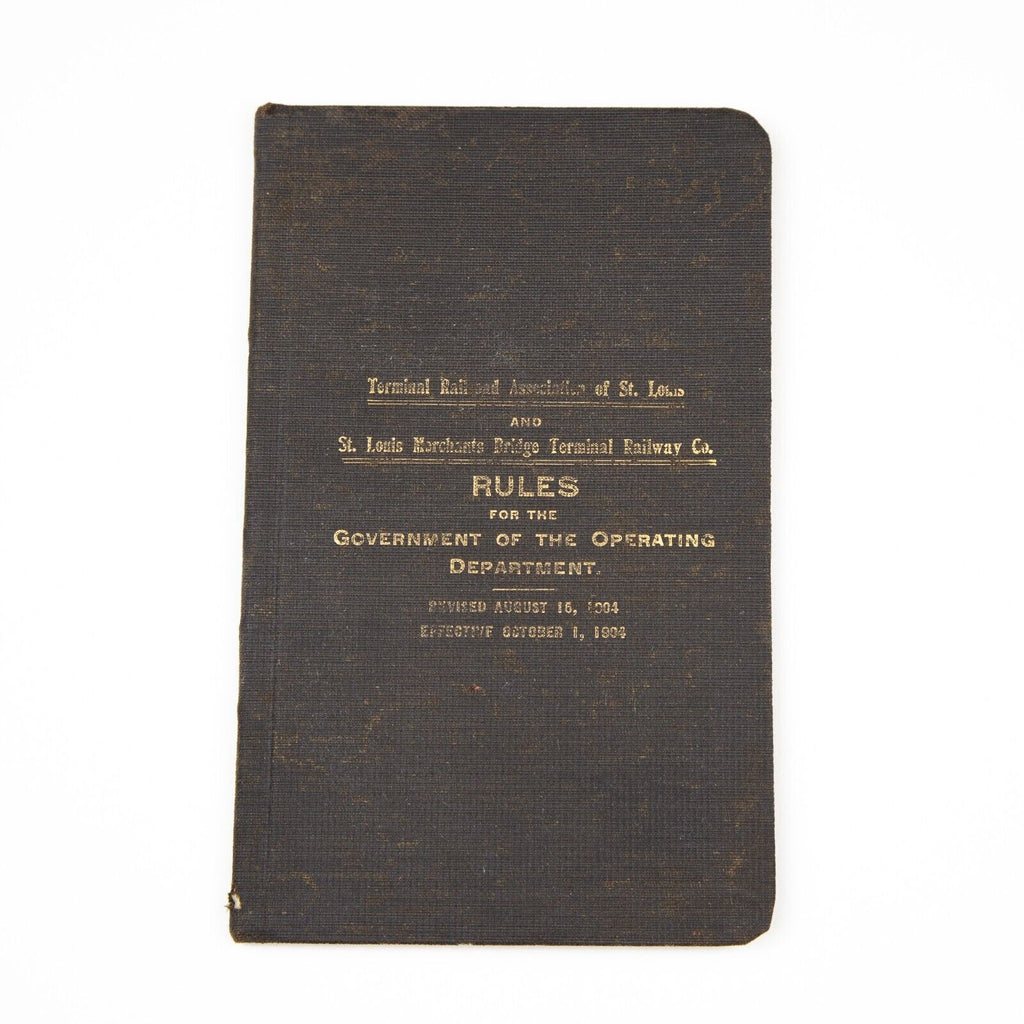 Terminal Railroad Association of St. Louis
AND
St. Louis Merchants Bridge Terminal Railway Co.
RULES
FOR THE
GOVERNMENT OF THE OPERATING
DEPARTMENT.
REVISED AUGUST 15, 1904
EFFECTIVE OCTOBER 1, 1904